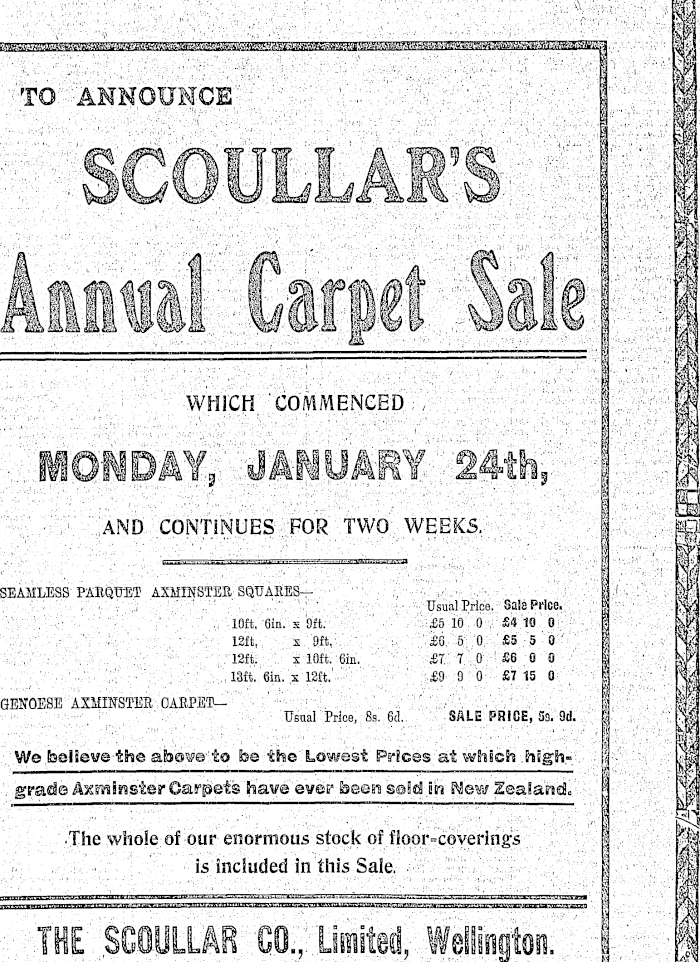 TO ANNOUNCE
SCOULLAR'S
Annual Carpet Sale
WHICH COMMENCED
MONDAY, JANUARY 24th,
AND CONTINUES FOR TWO WEEKS.
SEAMLESS PARQUET AXMINSTER SQUARES—
Usual Price. Sale Price.
10ft. 6in. x 9ft. £5 10 0 £4 10 0
12ft. x 9ft. £6 5 0 £5 5 0
12ft. x 10ft. 6in. £7 7 0 £6 0 0
13ft. 6in. x 12ft. £9 9 0 £7 15 0
GENOESE AXMINSTER CARPET—
Usual Price, 8s. 6d. SALE PRICE, 5s. 9d.
We believe the above to be the Lowest Prices at which high-
grade Axminster Carpets have ever been sold in New Zealand.
The whole of our enormous stock of floor-coverings
is included in this Sale.
THE SCOULLAR CO., Limited, Wellington.